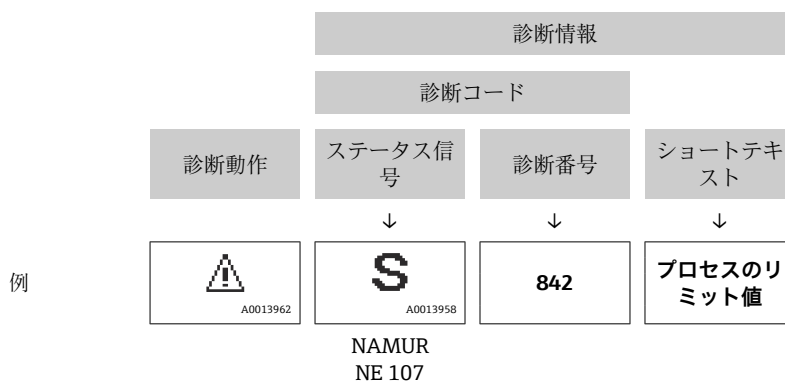 診断情報
診断コード
診断動作
ステータス信
号
診断番号
ショートテキ
スト
↓
↓
↓
例
A0013962
S
A0013958
842
プロセスのリ
ミット値
NAMUR
NE 107